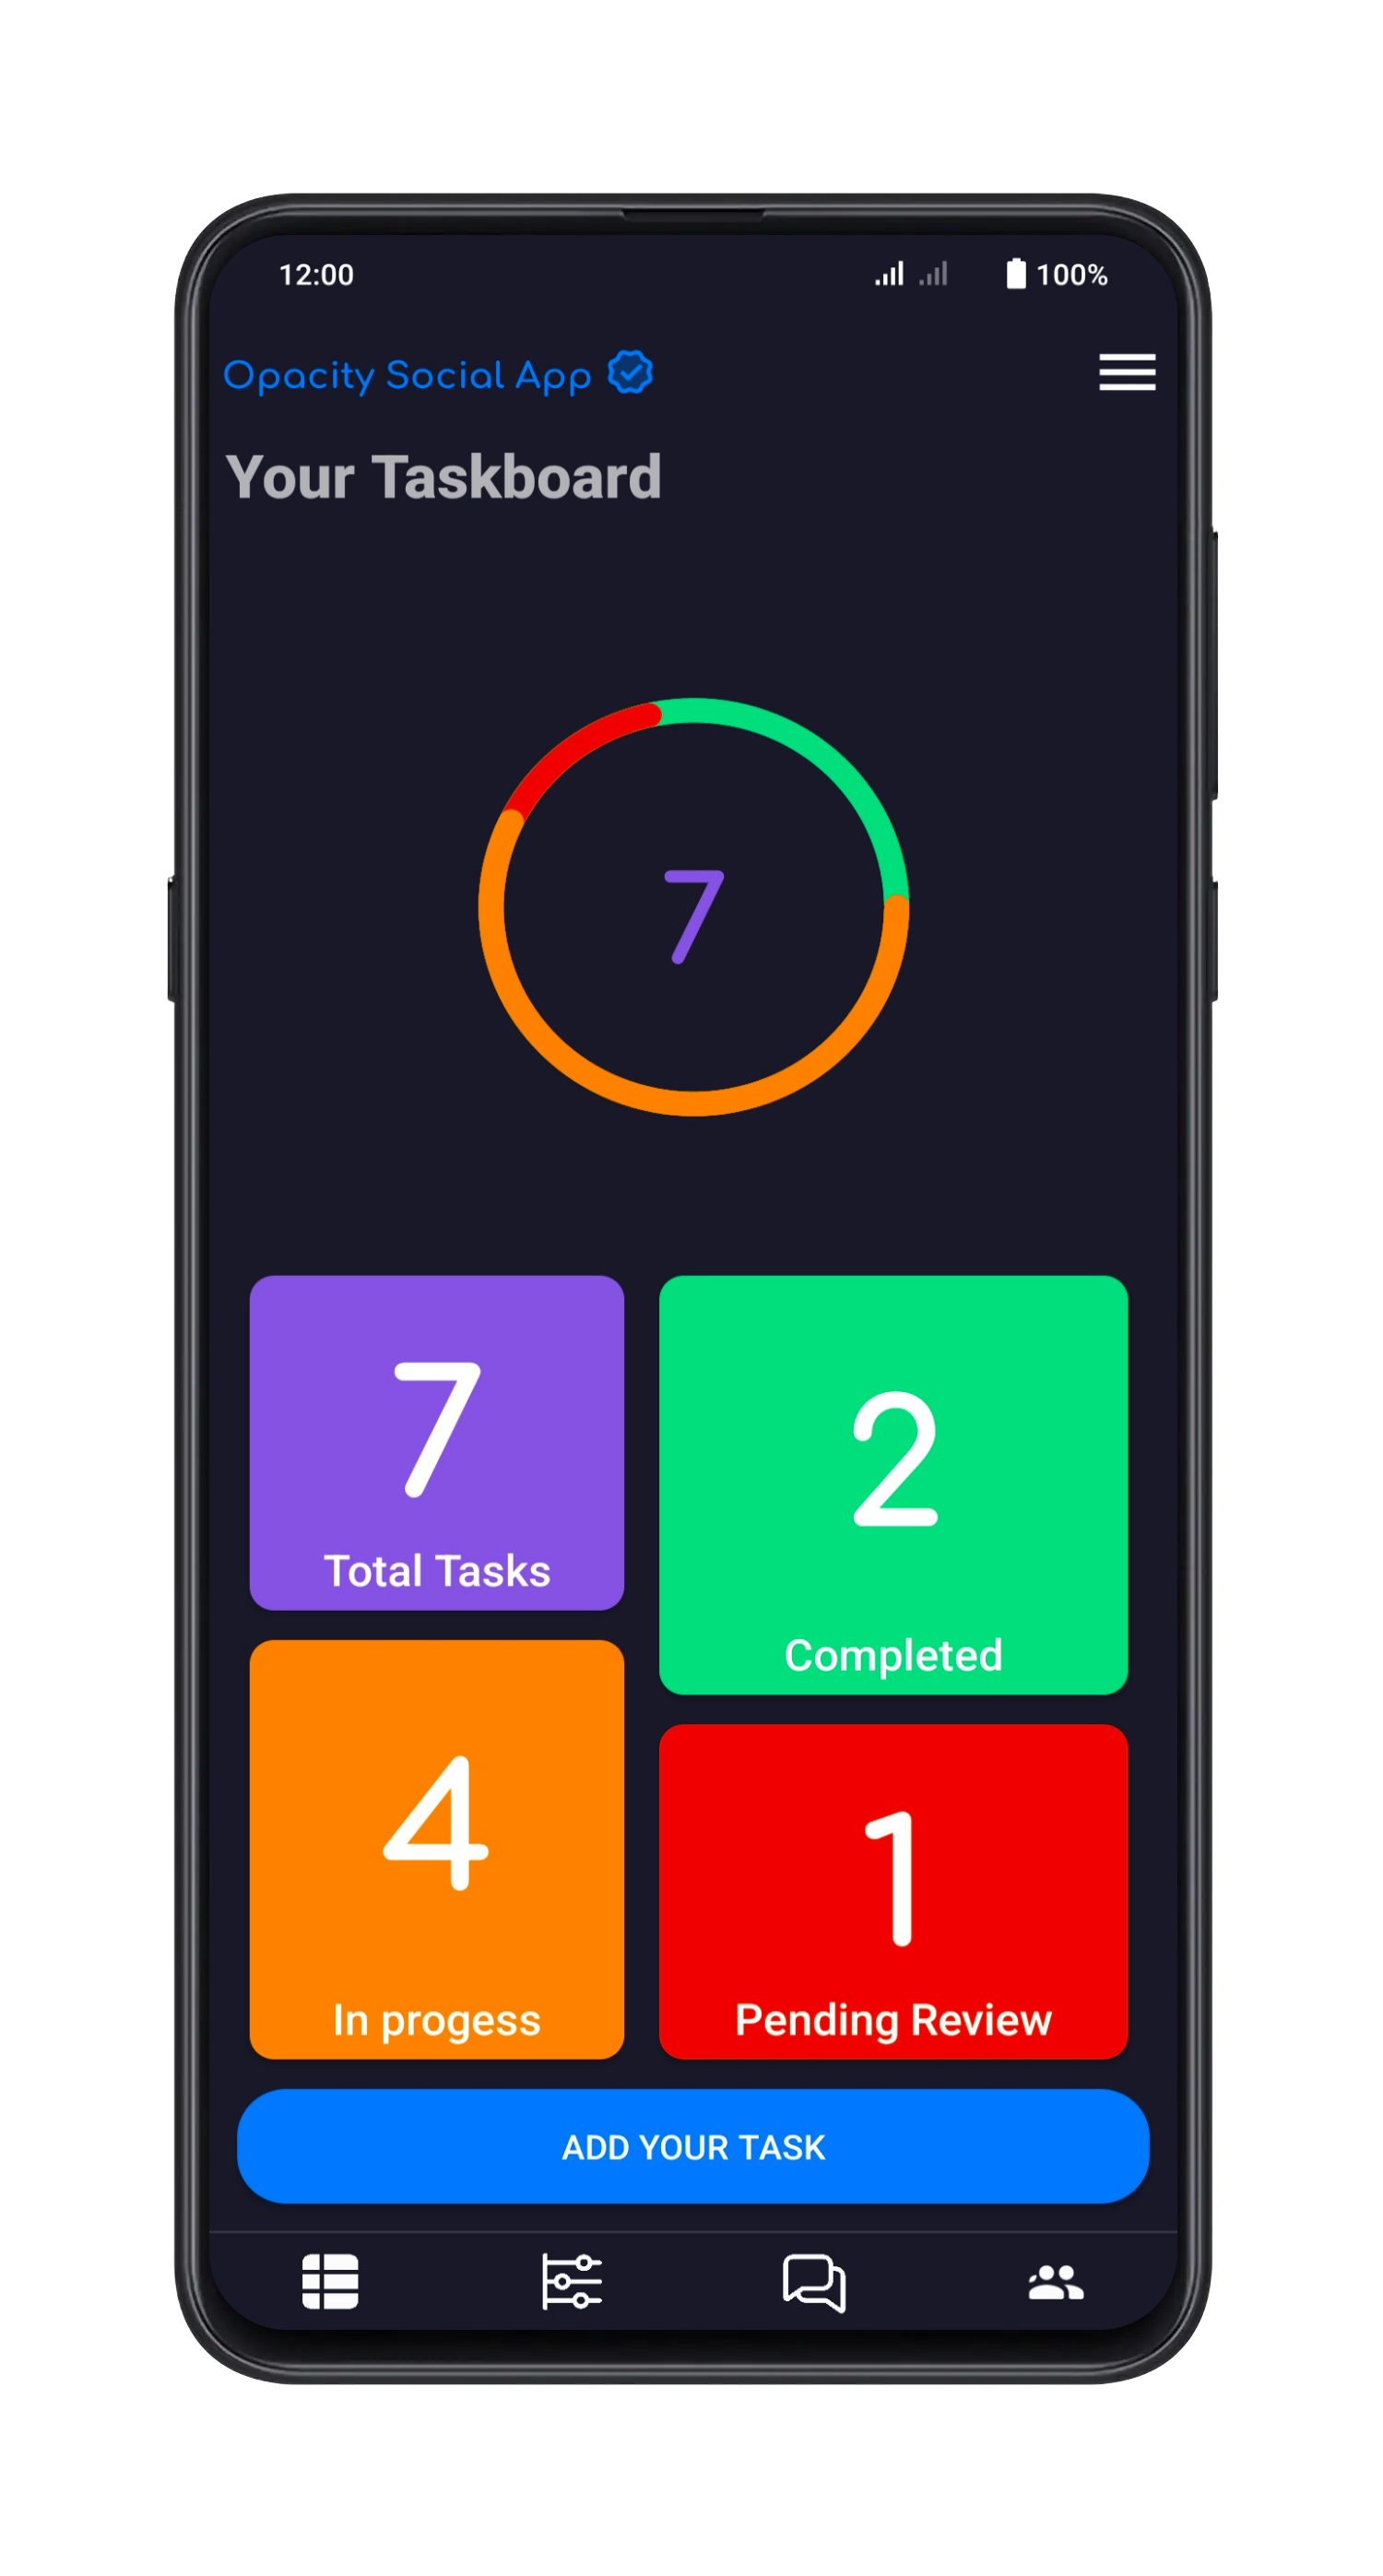 12:00 100%
Opacity Social App
Your Taskboard
7
7
Total Tasks
2
Completed
4
In progess
1
Pending Review
ADD YOUR TASK